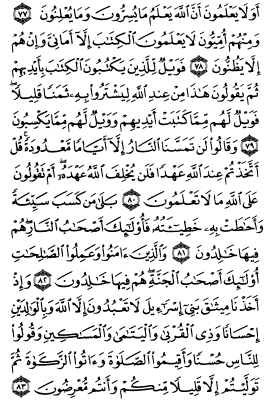 أَوَلَا يَعْلَمُونَ أَنَّ ٱللَّهَ يَعْلَمُ مَا يُسِرُّونَ وَمَا يُعْلِنُونَ ٧٧
وَمِنْهُمْ أُمِّيُّونَ لَا يَعْلَمُونَ ٱلْكِتَٰبَ إِلَّآ أَمَانِىَّ وَإِنْ هُمْ
إِلَّا يَظُنُّونَ ٧٨ فَوَيْلٌ لِّلَّذِينَ يَكْتُبُونَ ٱلْكِتَٰبَ بِأَيْدِيهِمْ
ثُمَّ يَقُولُونَ هَٰذَا مِنْ عِندِ ٱللَّهِ لِيَشْتَرُوا۟ بِهِۦ ثَمَنًا قَلِيلًا
فَوَيْلٌ لَّهُم مِّمَّا كَتَبَتْ أَيْدِيهِمْ وَوَيْلٌ لَّهُم مِّمَّا يَكْسِبُونَ
٧٩ وَقَالُوا۟ لَن تَمَسَّنَا ٱلنَّارُ إِلَّآ أَيَّامًا مَّعْدُودَةً قُلْ
أَتَّخَذْتُمْ عِندَ ٱللَّهِ عَهْدًا فَلَن يُخْلِفَ ٱللَّهُ عَهْدَهُۥٓ أَمْ تَقُولُونَ
عَلَى ٱللَّهِ مَا لَا تَعْلَمُونَ ٨٠ بَلَىٰ مَن كَسَبَ سَيِّئَةً
وَأَحَٰطَتْ بِهِۦ خَطِيٓـَٔتُهُۥ فَأُو۟لَٰٓئِكَ أَصْحَٰبُ ٱلنَّارِ هُمْ
فِيهَا خَٰلِدُونَ ٨١ وَٱلَّذِينَ ءَامَنُوا۟ وَعَمِلُوا۟ ٱلصَّٰلِحَٰتِ
أُو۟لَٰٓئِكَ أَصْحَٰبُ ٱلْجَنَّةِ هُمْ فِيهَا خَٰلِدُونَ ٨٢ وَإِذْ
أَخَذْنَا مِيثَٰقَ بَنِىٓ إِسْرَٰٓءِيلَ لَا تَعْبُدُونَ إِلَّا ٱللَّهَ وَبِٱلْوَٰلِدَيْنِ
إِحْسَانًا وَذِى ٱلْقُرْبَىٰ وَٱلْيَتَٰمَىٰ وَٱلْمَسَٰكِينِ وَقُولُوا۟
لِلنَّاسِ حُسْنًا وَأَقِيمُوا۟ ٱلصَّلَوٰةَ وَءَاتُوا۟ ٱلزَّكَوٰةَ ثُمَّ
تَوَلَّيْتُمْ إِلَّا قَلِيلًا مِّنكُمْ وَأَنتُم مُّعْرِضُونَ ٨٣